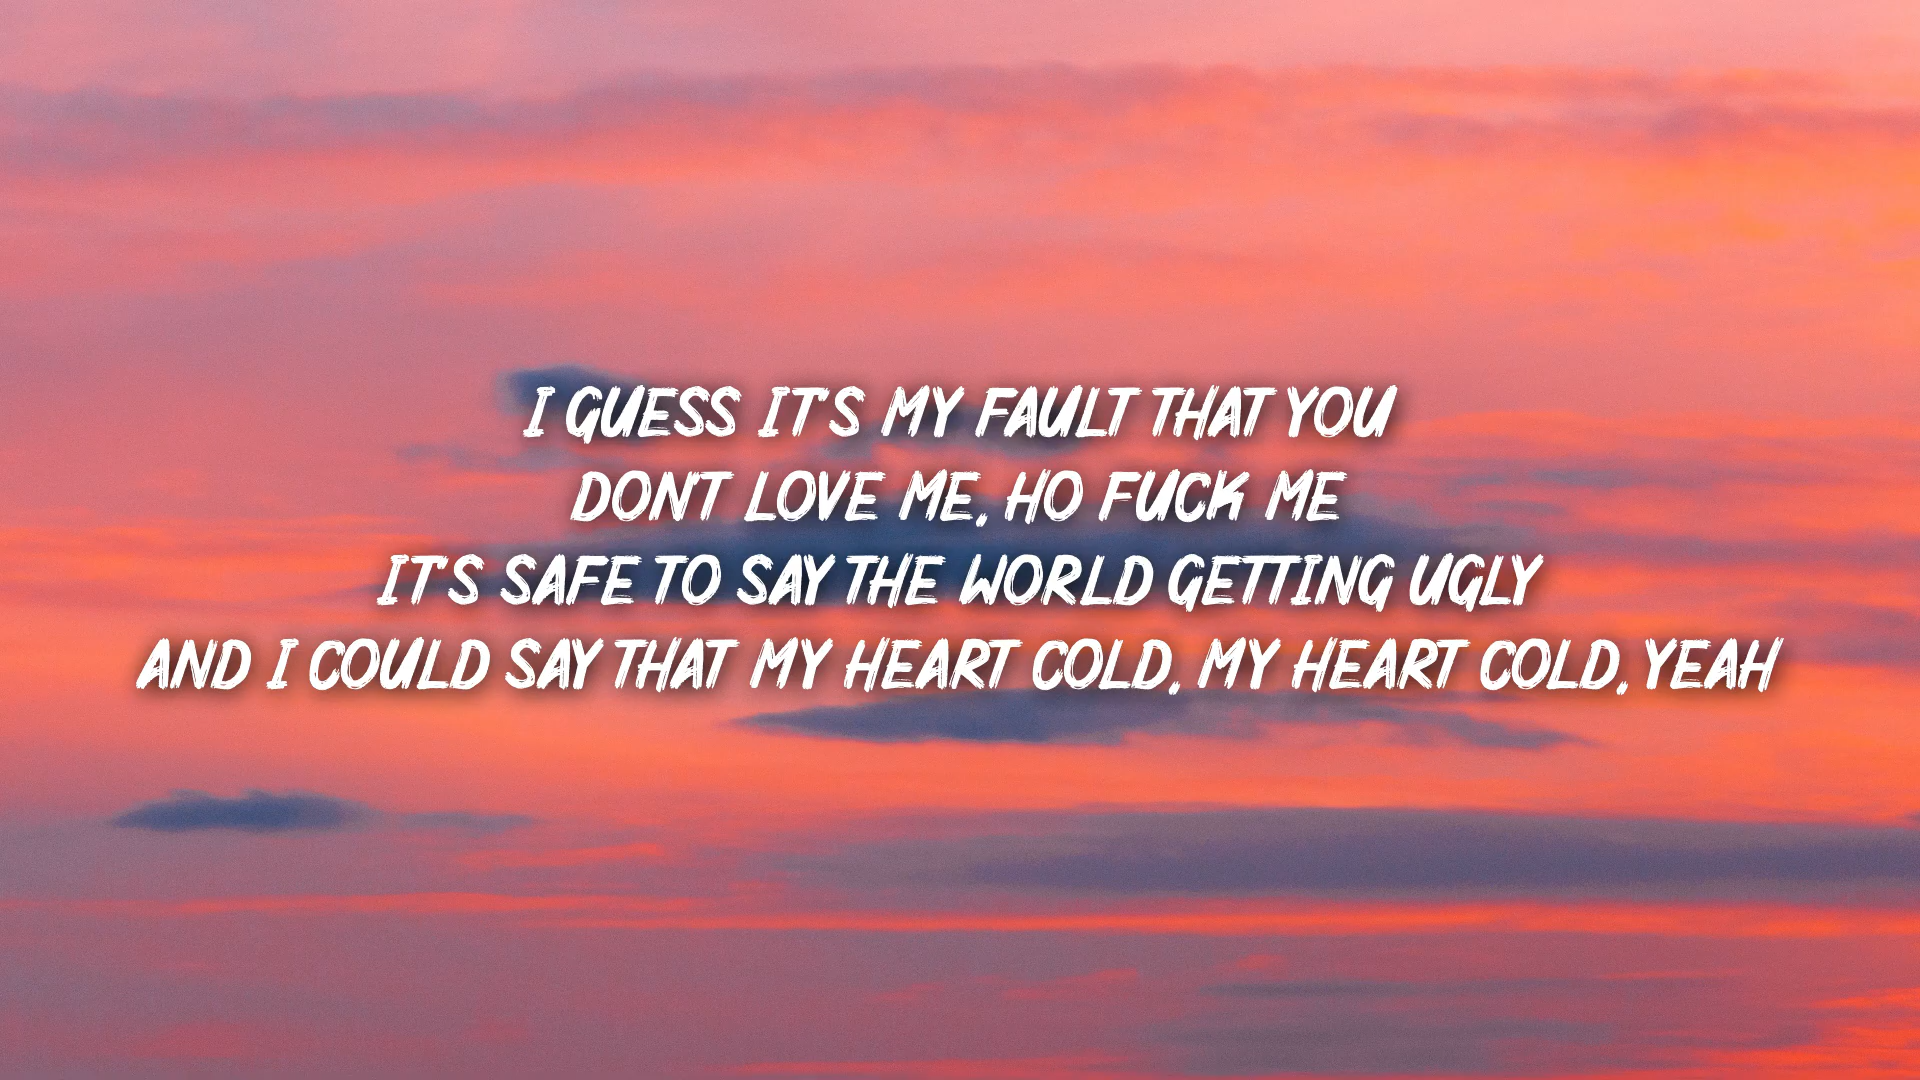 I GUESS IT'S MY FAULT THAT YOU
DON'T LOVE ME, HO FUCK ME
IT'S SAFE TO SAY THE WORLD GETTING UGLY
AND I COULD SAY THAT MY HEART COLD, MY HEART COLD, YEAH